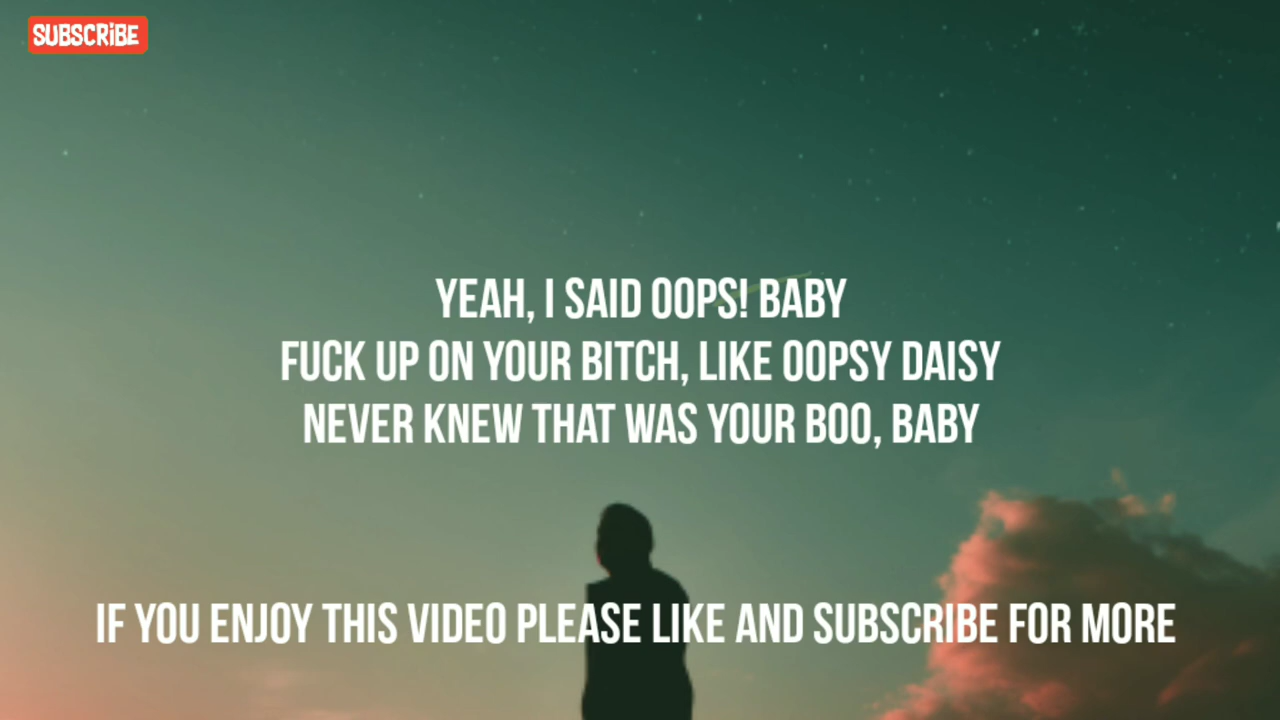 SUBSCRiBE
YEAH, I SAID OOPS! BABY
FUCK UP ON YOUR BITCH, LIKE OOPSY DAISY
NEVER KNEW THAT WAS YOUR BOO, BABY
IF YOU ENJOY THIS VIDEO PLEASE LIKE AND SUBSCRIBE FOR MORE